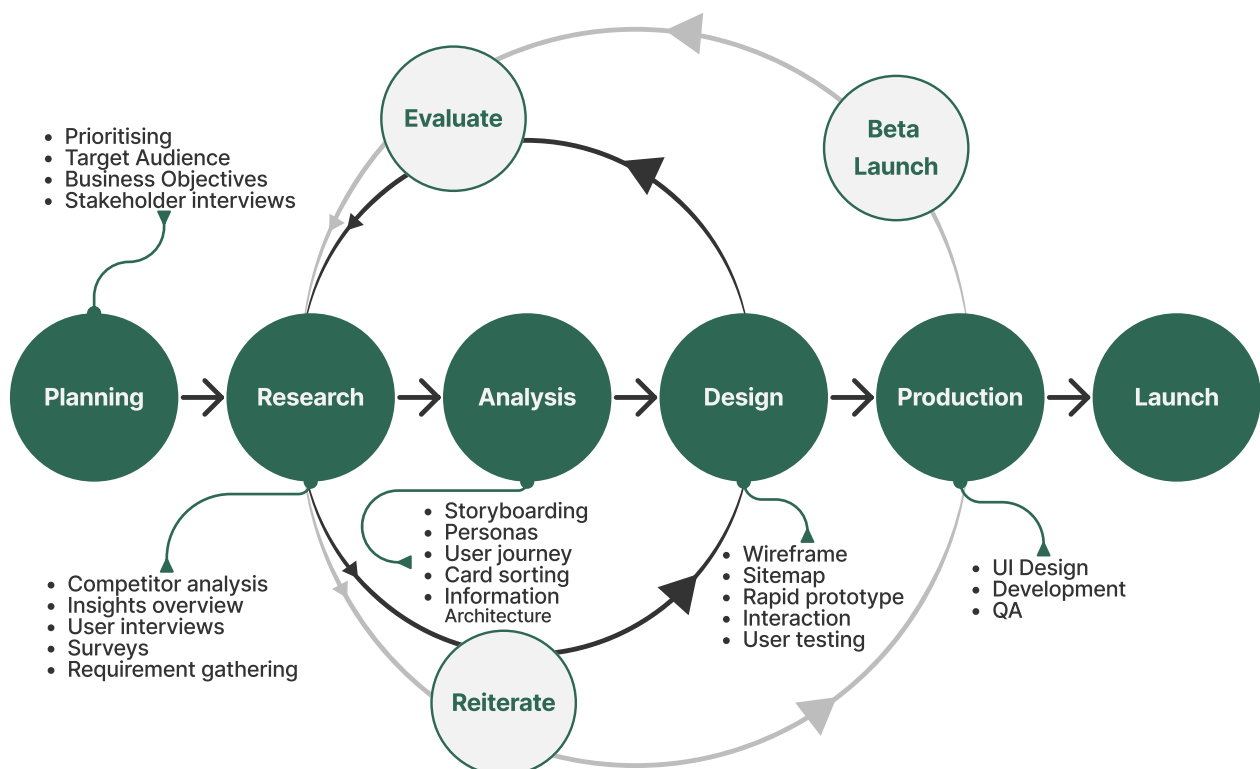 Evaluate
Beta
Launch
• Prioritising
• Target Audience
• Business Objectives
• Stakeholder interviews
Planning
Research
Analysis
Design
Production
Launch
• Competitor analysis
• Insights overview
• User interviews
• Surveys
• Requirement gathering
• Storyboarding
• Personas
• User journey
• Card sorting
• Information
Architecture
• Wireframe
• Sitemap
• Rapid prototype
• Interaction
• User testing
• UI Design
• Development
• QA
Reiterate